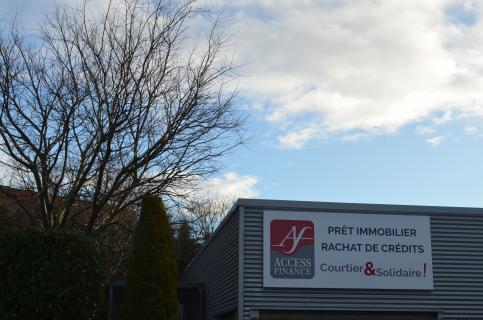 Af
ACCESS
FINANCE
PRÊT IMMOBILIER
RACHAT DE CRÉDITS
Courtier & Solidaire !